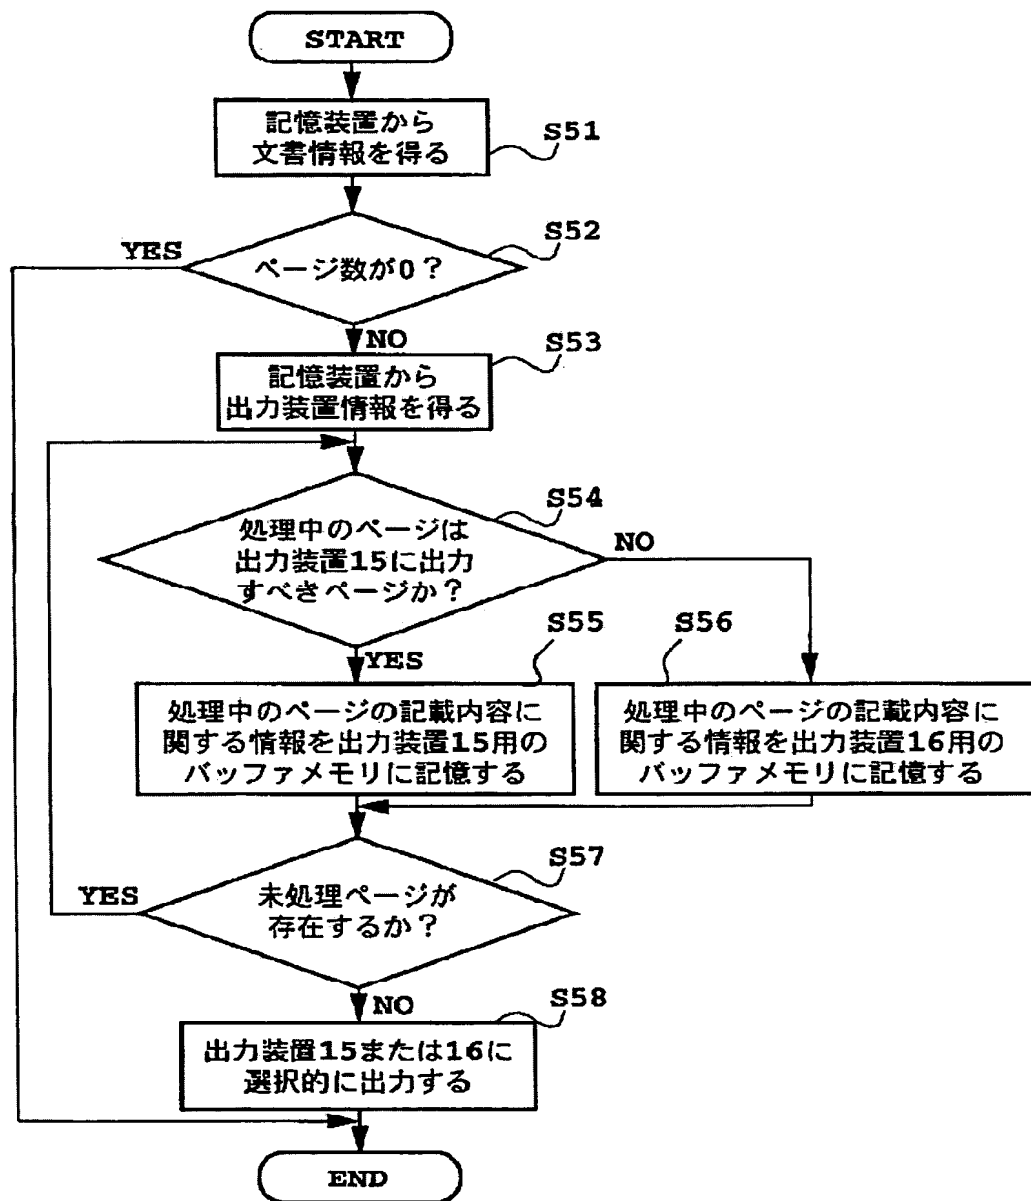 START
記憶装置から
文書情報を得る
S51
S52
YES
ページ数が0？
NO
S53
記憶装置から
出力装置情報を得る
S54
処理中のページは
出力装置15に出力
すべきページか？
NO
S55
S56
YES
処理中のページの記載内容に
関する情報を出力装置15用の
バッファメモリに記憶する
処理中のページの記載内容に
関する情報を出力装置16用の
バッファメモリに記憶する
S57
YES
未処理ページが
存在するか？
NO
S58
出力装置15または16に
選択的に出力する
END